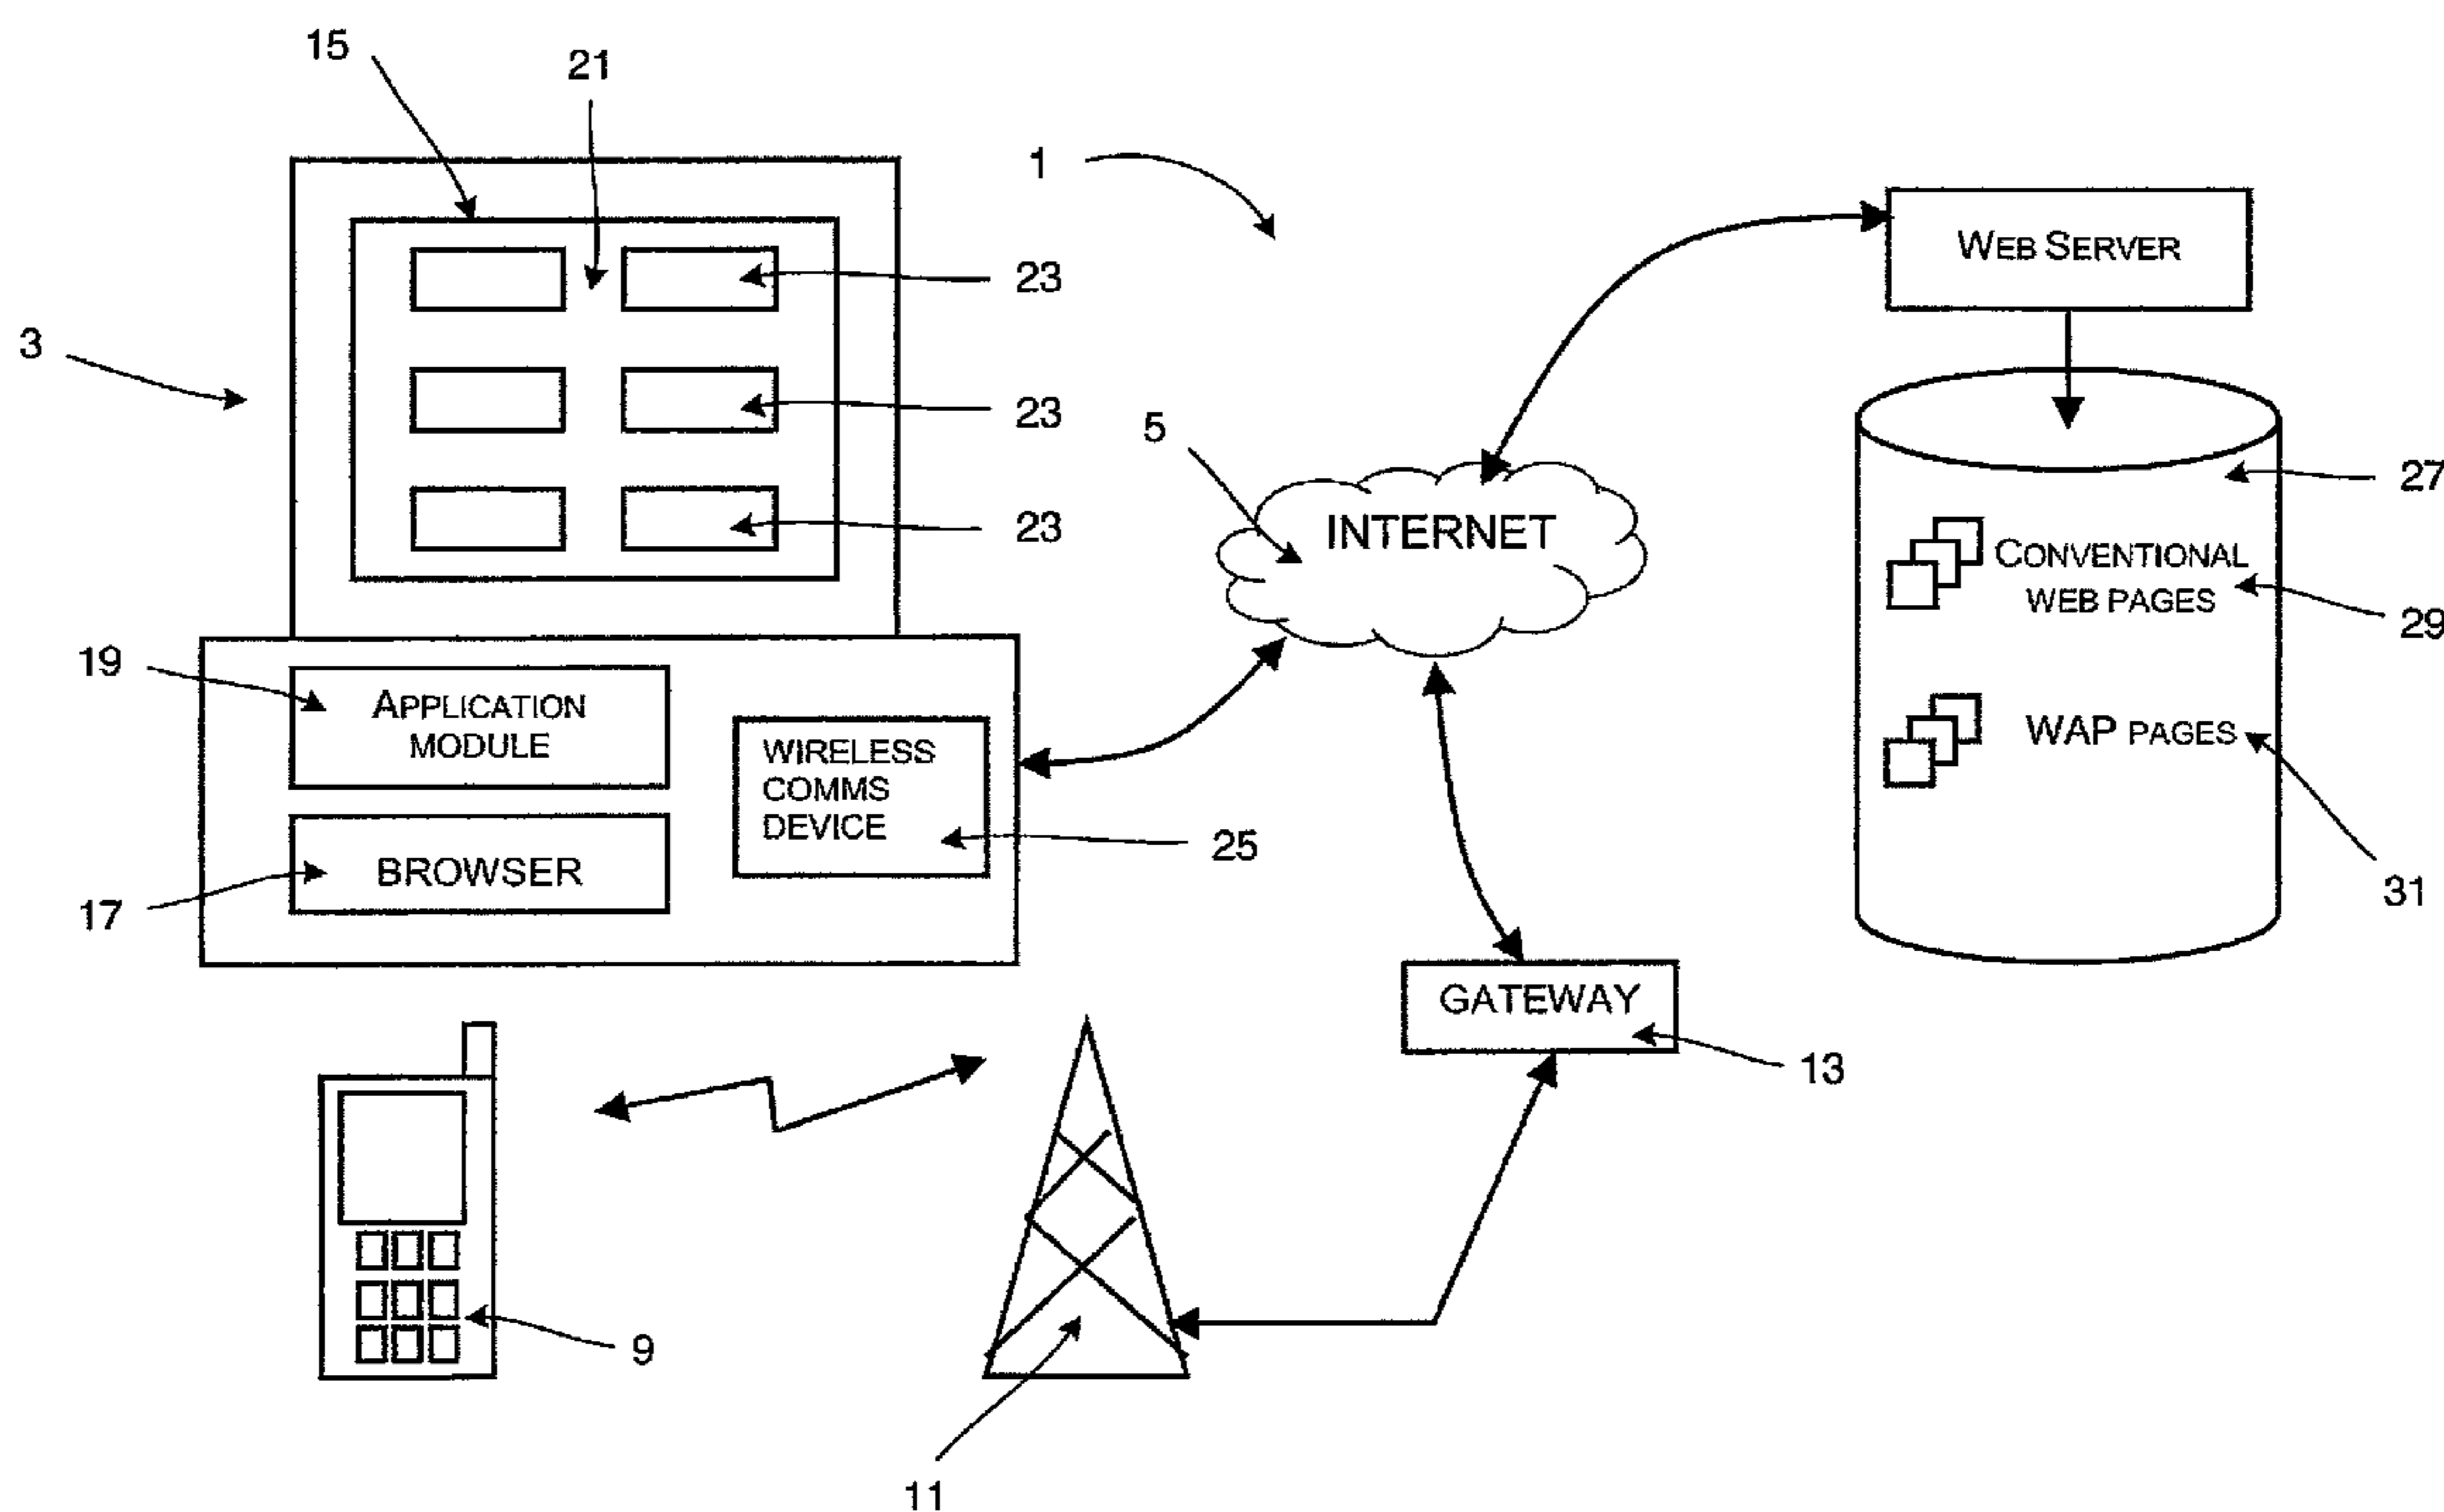 15
21
1
WEB SERVER
23
3
23
5
27
INTERNET
23
CONVENTIONAL
WEB PAGES
29
19
APPLICATION
MODULE
WIRELESS
COMMS
DEVICE
WAP PAGES
25
BROWSER
17
31
GATEWAY
13
9
11